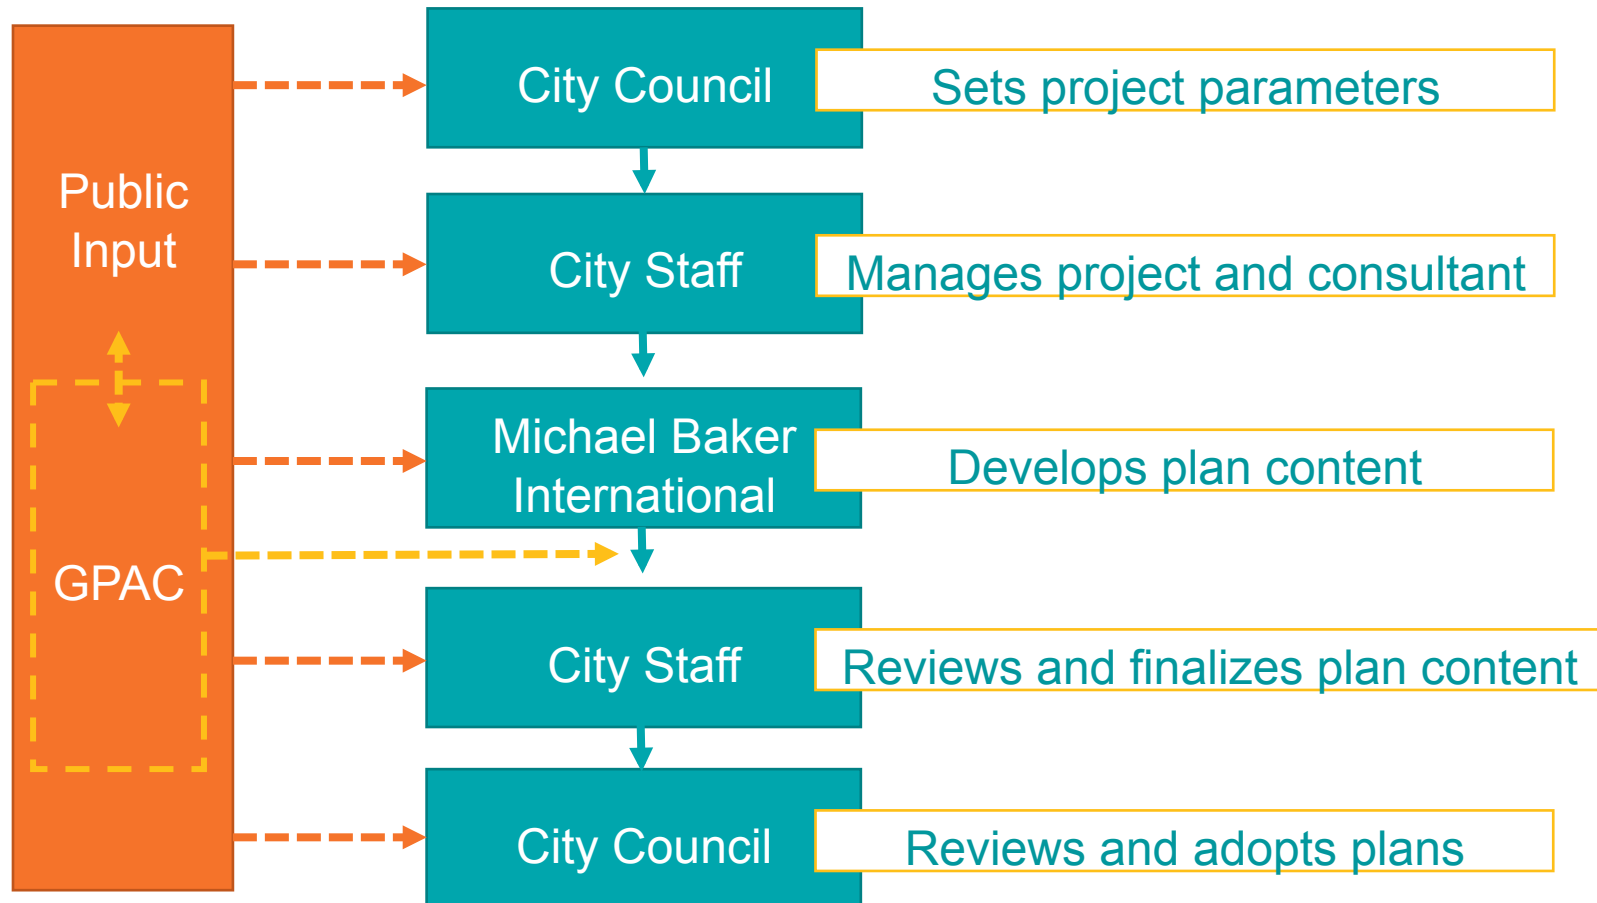 Public
Input
GPAC
City Council
Sets project parameters
City Staff
Manages project and consultant
Michael Baker
International
Develops plan content
City Staff
Reviews and finalizes plan content
City Council
Reviews and adopts plans